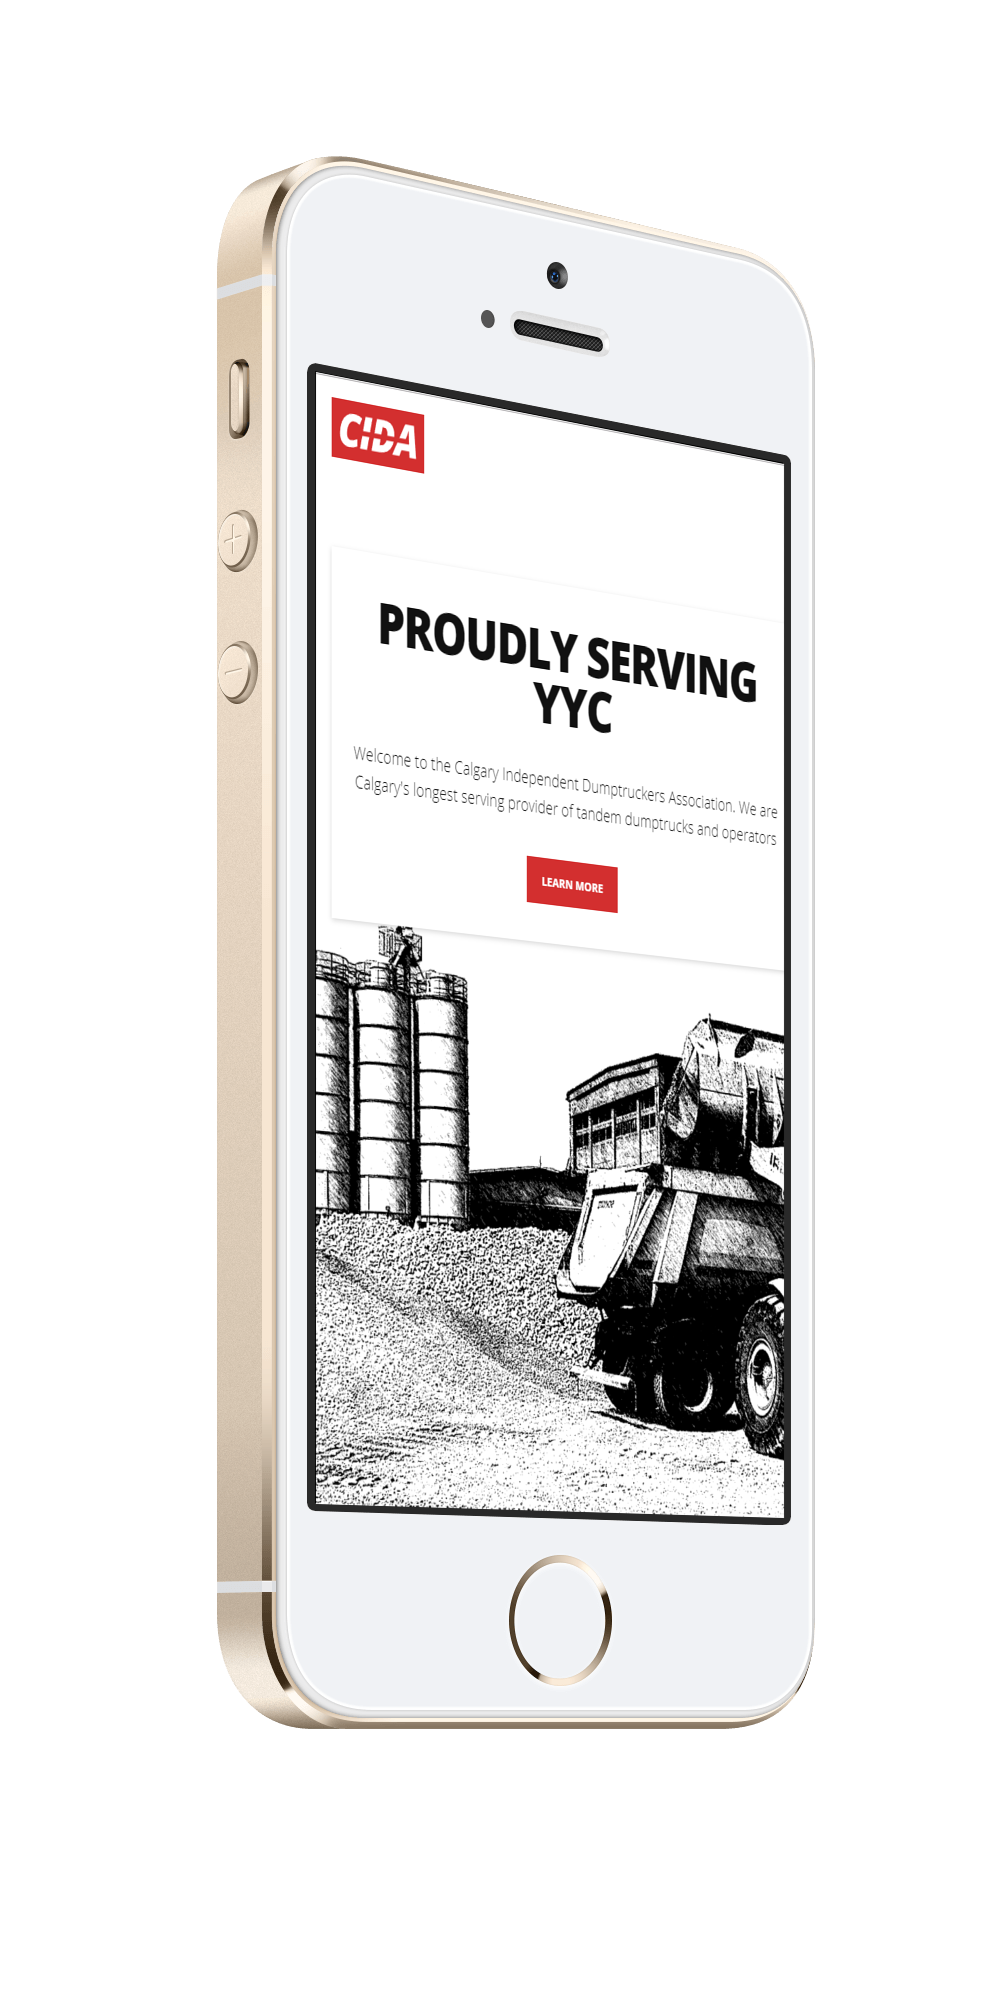 CIDA
PROUDLY SERVING
YYC
Welcome to the Calgary Independent Dumptruckers Association. We are
Calgary's longest serving provider of tandem dumptrucks and operators
LEARN MORE